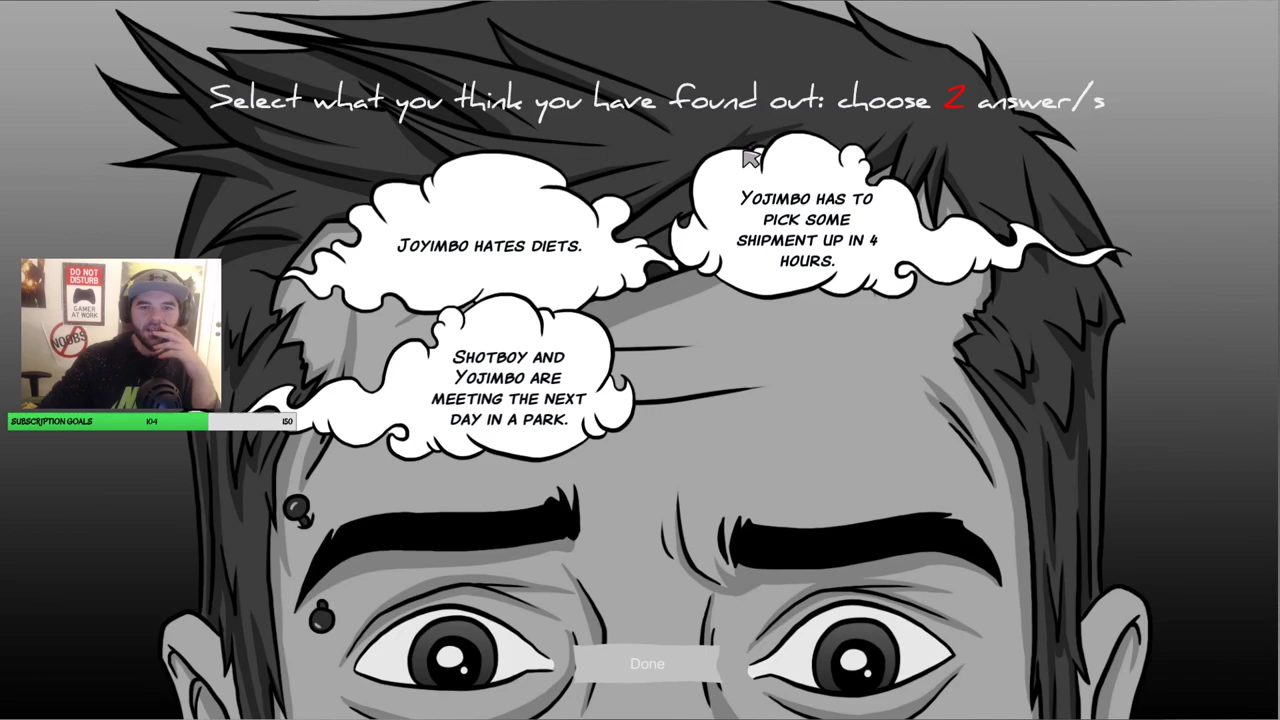 Select what you think you have found out: choose 2 answer/s
JOYIMBO HATES DIETS.
YOJIMBO HAS TO
PICK SOME
SHIPMENT UP IN 4
HOURS.
SHOTBOY AND
YOJIMBO ARE
MEETING THE NEXT
DAY IN A PARK.
DO NOT
DISTURB
GAMER
AT WORK
NOOBS
SUBSCRIPTION GOALS 104 150
Done